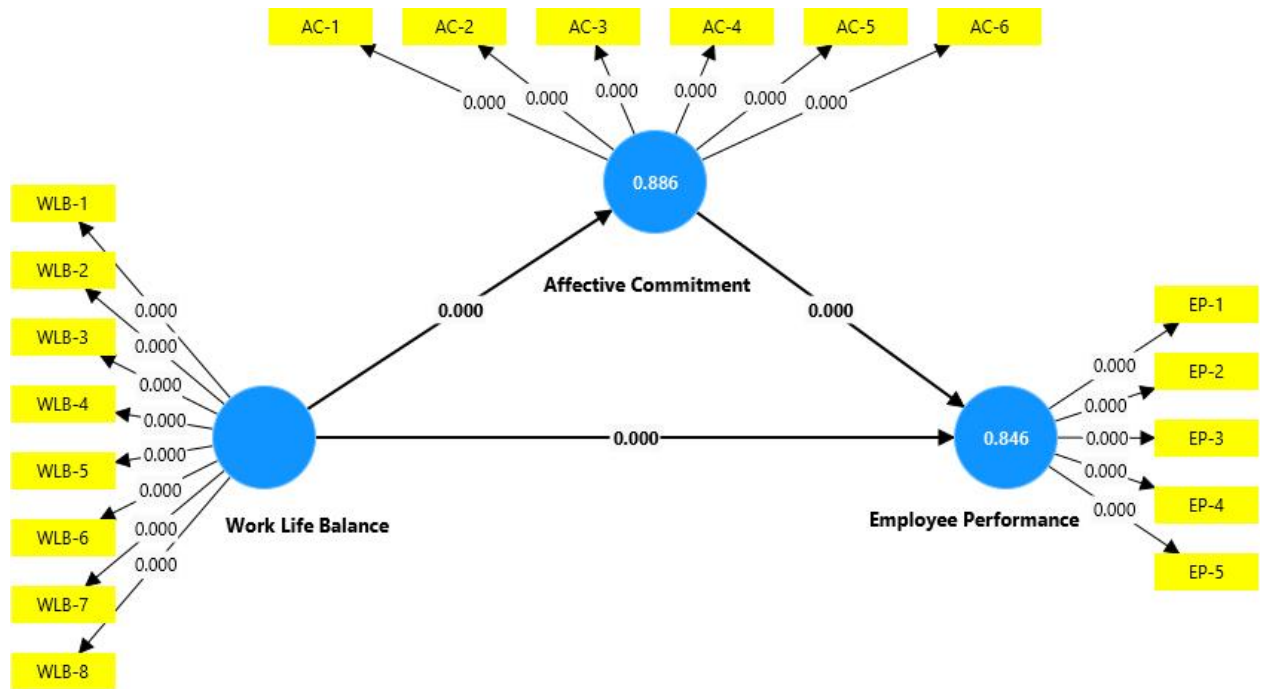 AC-1 AC-2 AC-3 AC-4 AC-5 AC-6
0.000 0.000 0.000 0.000 0.000 0.000
0.886
Affective Commitment
WLB-1
WLB-2
WLB-3
WLB-4
WLB-5
WLB-6
WLB-7
WLB-8
0.000
0.000
0.000
0.000
0.000
0.000
0.000
0.000
Work Life Balance
0.000
0.000
0.000
0.846
Employee Performance
0.000
0.000
0.000
0.000
0.000
EP-1
EP-2
EP-3
EP-4
EP-5